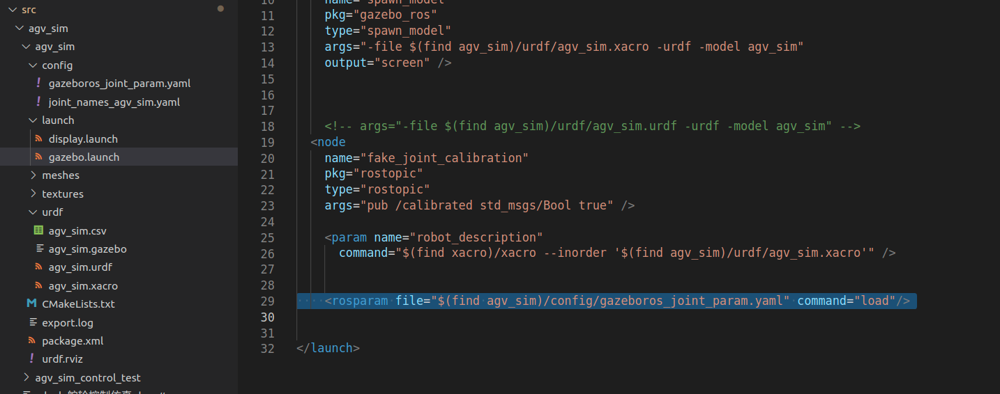 src
agv_sim
agv_sim
config
gazeboros_joint_param.yaml
joint_names_agv_sim.yaml
launch
display.launch
gazebo.launch
meshes
textures
urdf
agv_sim.csv
agv_sim.gazebo
agv_sim.urdf
agv_sim.xacro
CMakeLists.txt
export.log
package.xml
urdf.rviz
agv_sim_control_test
10 name="spawn_model"
11 pkg="gazebo_ros"
12 type="spawn_model"
13 args="-file $(find agv_sim)/urdf/agv_sim.xacro -urdf -model agv_sim"
14 output="screen" />
15
16
17
18 <!-- args="-file $(find agv_sim)/urdf/agv_sim.urdf -urdf -model agv_sim" -->
19 <node
20 name="fake_joint_calibration"
21 pkg="rostopic"
22 type="rostopic"
23 args="pub /calibrated std_msgs/Bool true" />
24
25 <param name="robot_description"
26 command="$(find xacro)/xacro --inorder '$(find agv_sim)/urdf/agv_sim.xacro'" />
27
28
29 <rosparam file="$(find agv_sim)/config/gazeboros_joint_param.yaml" command="load"/>
30
31
32 </launch>